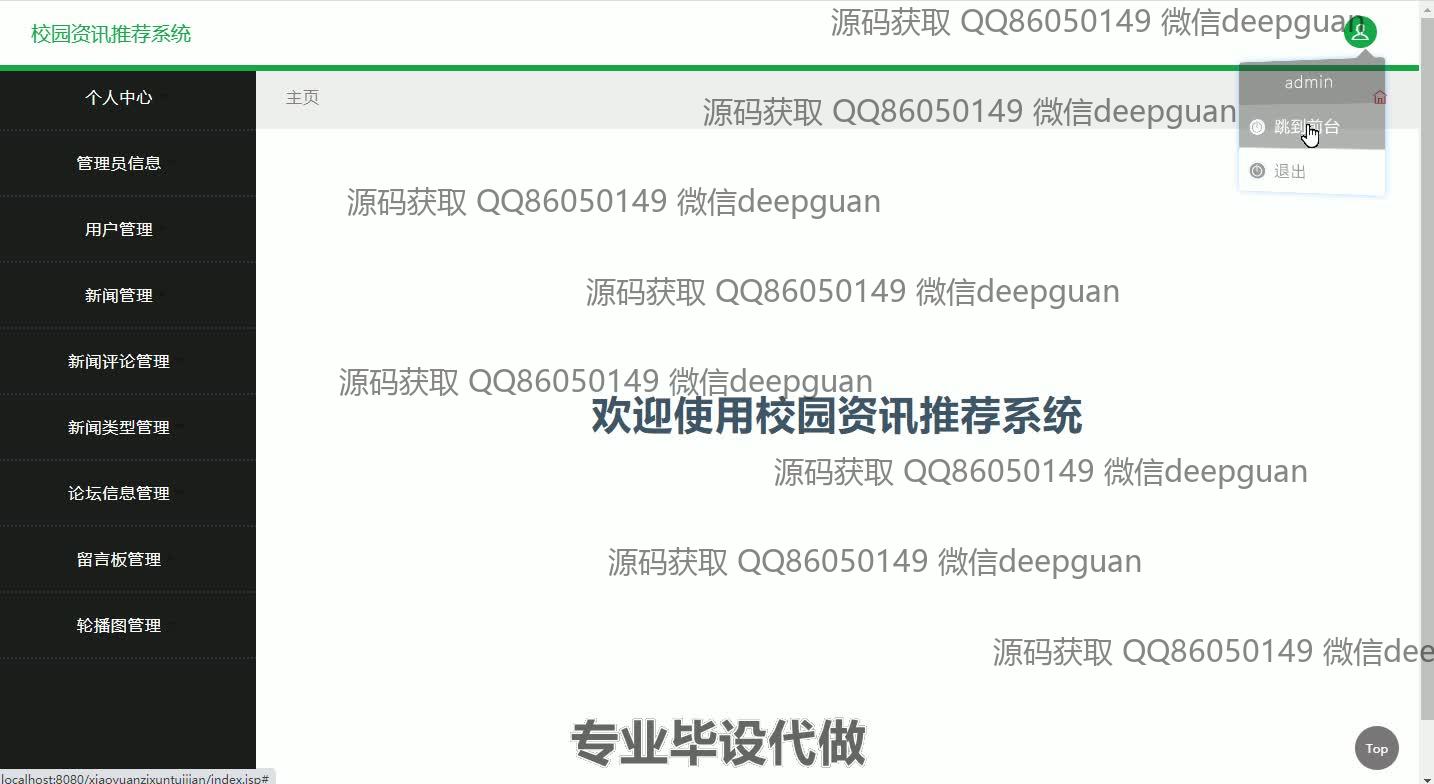 校园资讯推荐系统
源码获取 QQ86050149 微信deepguan
admin
个人中心
主页
源码获取 QQ86050149 微信deepguan
跳到前台
管理员信息
退出
源码获取 QQ86050149 微信deepguan
用户管理
新闻管理
源码获取 QQ86050149 微信deepguan
新闻评论管理
源码获取 QQ86050149 微信deepguan
欢迎使用校园资讯推荐系统
新闻类型管理
源码获取 QQ86050149 微信deepguan
论坛信息管理
留言板管理
源码获取 QQ86050149 微信deepguan
轮播图管理
源码获取 QQ86050149 微信dee
专业毕设代做
Top
localhost:8080/xiaoyuanzixuntuijian/index.jsp#